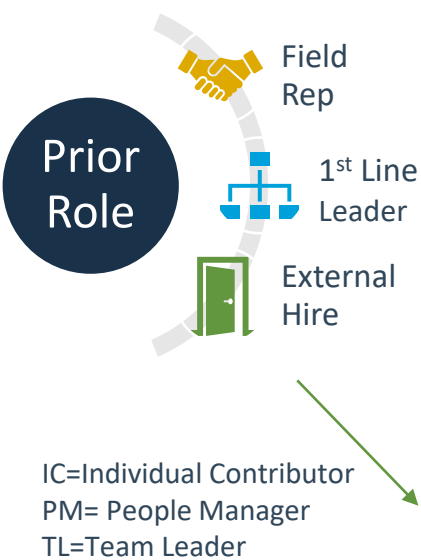 Prior
Role
Field
Rep
1st Line
Leader
External
Hire
IC=Individual Contributor
PM= People Manager
TL=Team Leader